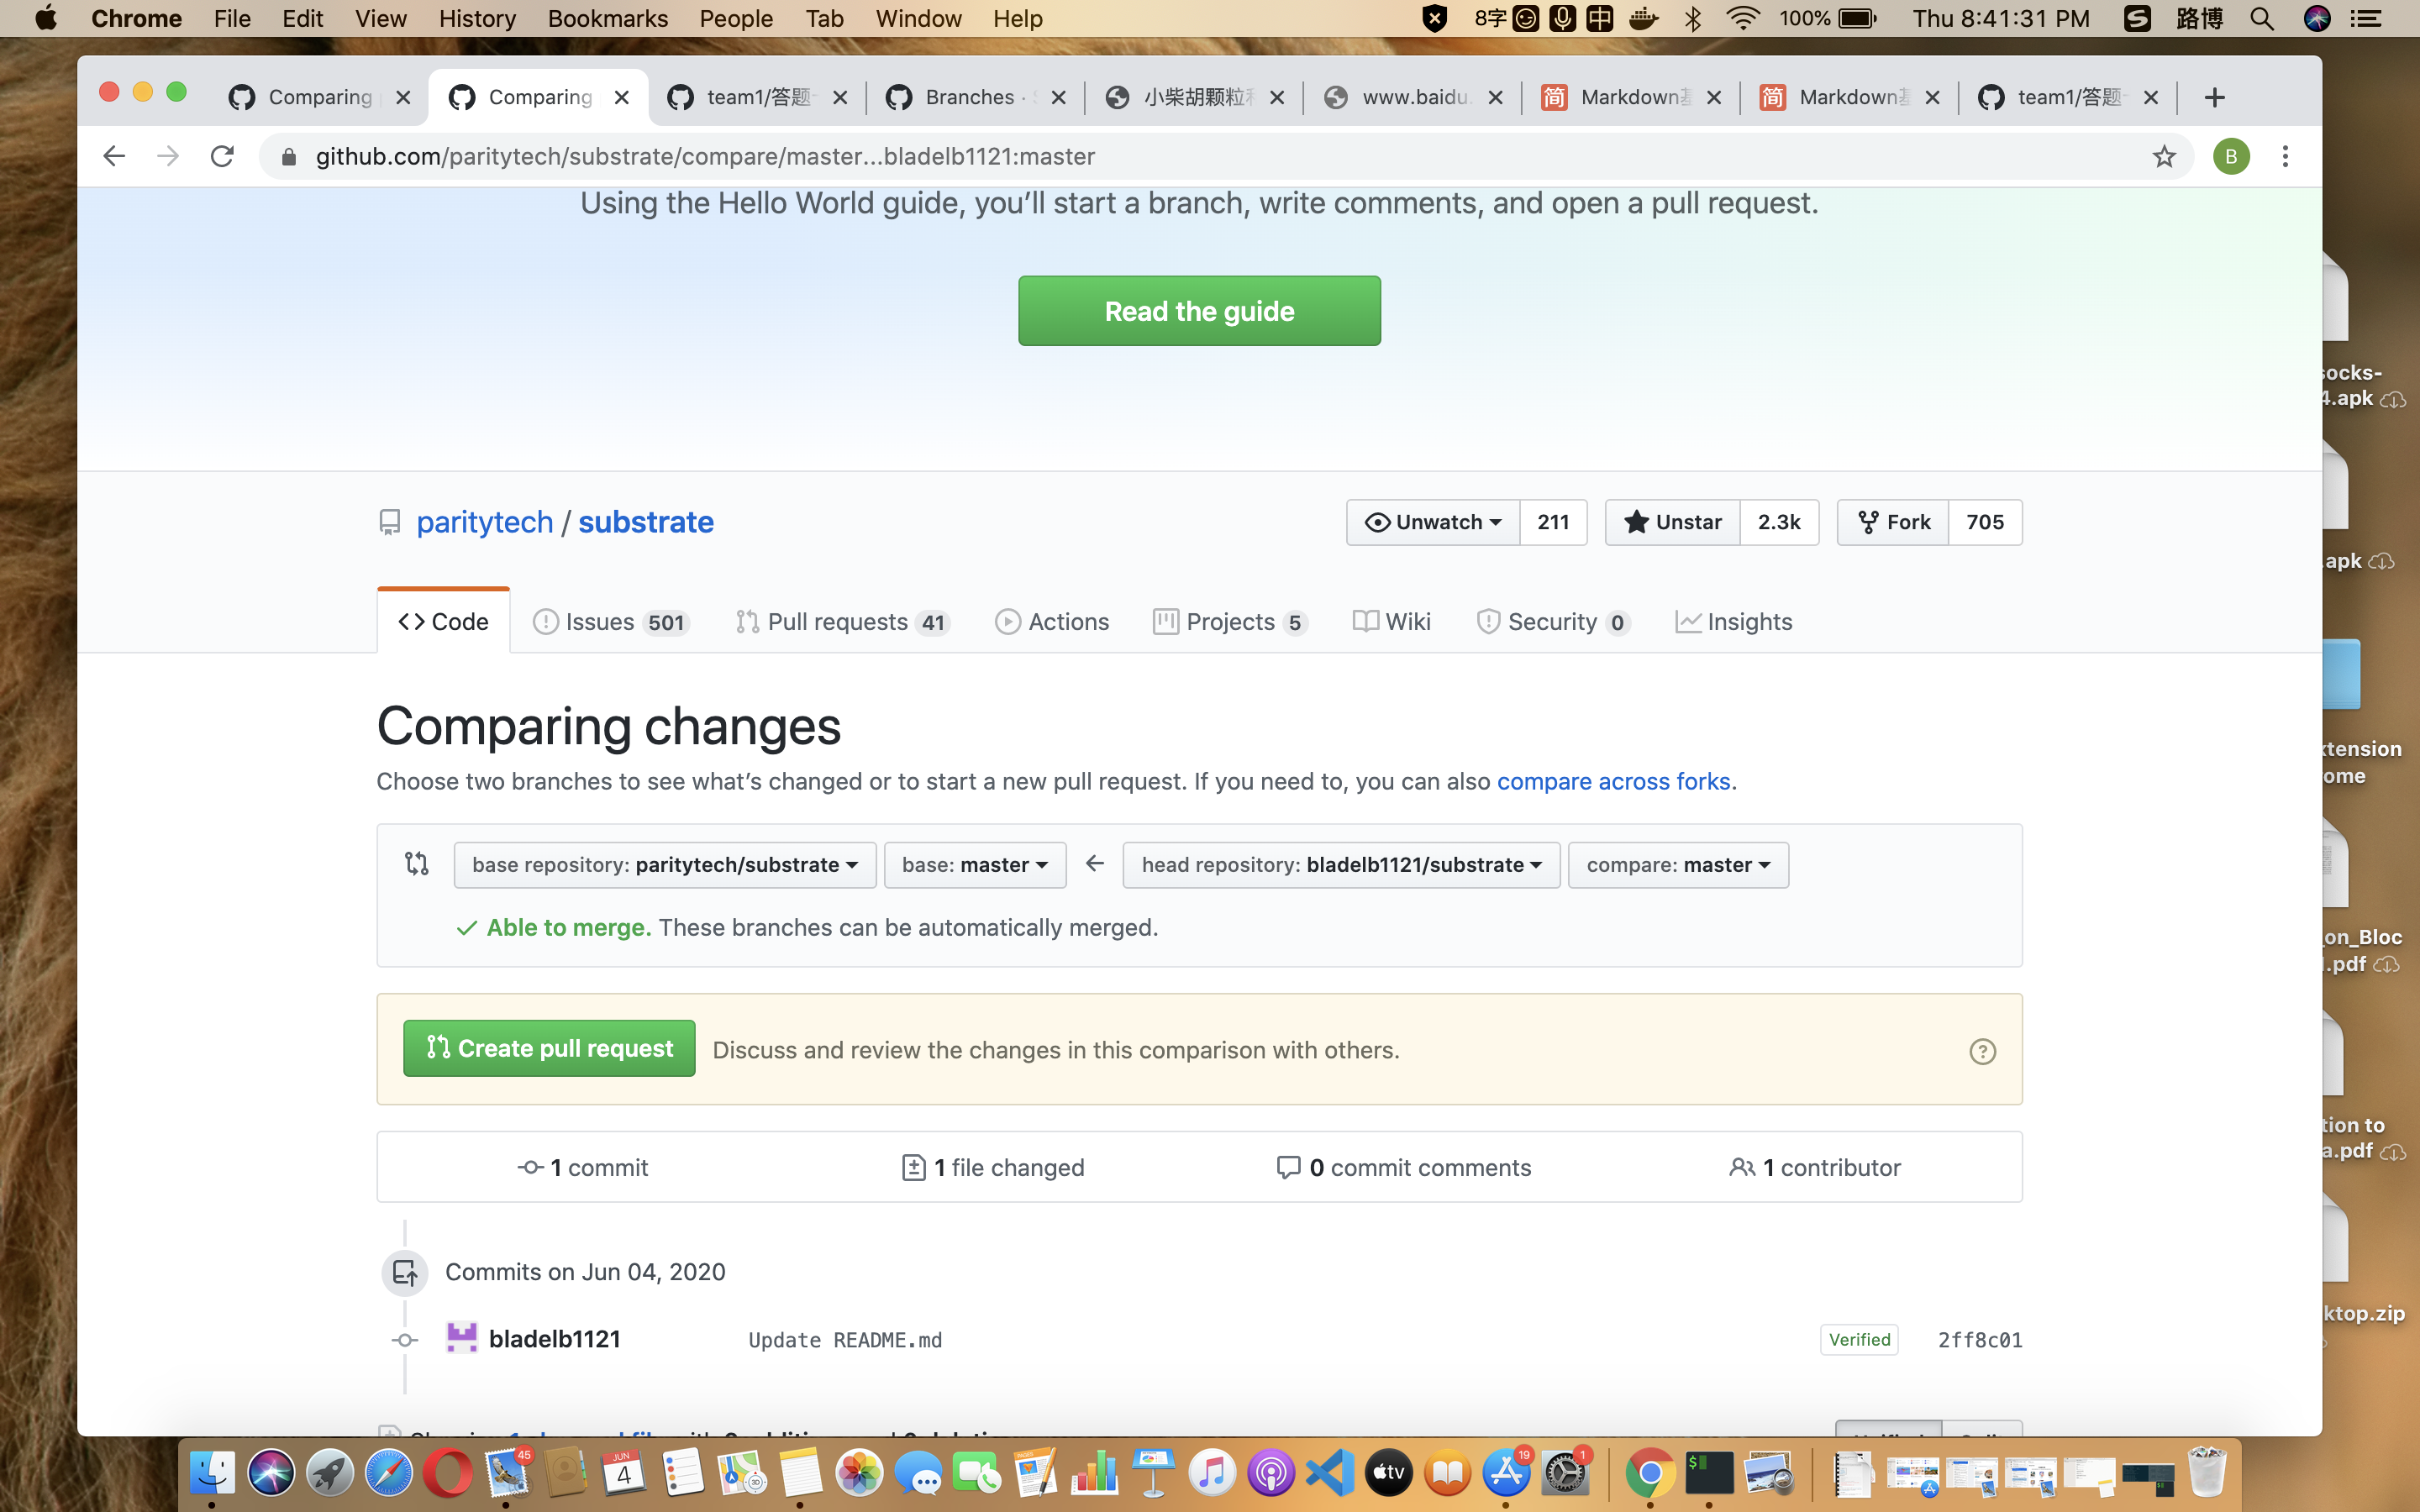 Chrome File Edit View History Bookmarks People Tab Window Help 8字 中 100% Thu 8:41:31 PM 路博
Comparing Comparing team1/答题 Branches · 小柴胡颗粒 www.baidu. 简 Markdown 简 Markdown team1/答题
github.com/paritytech/substrate/compare/master...bladelb1121:master B
Using the Hello World guide, you’ll start a branch, write comments, and open a pull request.
Read the guide
paritytech / substrate Unwatch 211 Unstar 2.3k Fork 705
Code Issues 501 Pull requests 41 Actions Projects 5 Wiki Security 0 Insights
Comparing changes
Choose two branches to see what’s changed or to start a new pull request. If you need to, you can also compare across forks.
base repository: paritytech/substrate base: master head repository: bladelb1121/substrate compare: master
Able to merge. These branches can be automatically merged.
Create pull request Discuss and review the changes in this comparison with others.
1 commit 1 file changed 0 commit comments 1 contributor
Commits on Jun 04, 2020
bladelb1121 Update README.md Verified 2ff8c01
socks-
4.apk
.apk
xtension
ome
_on_Bloc
.pdf
tion to
a.pdf
ktop.zip
45 JUN 4 tv 19 1